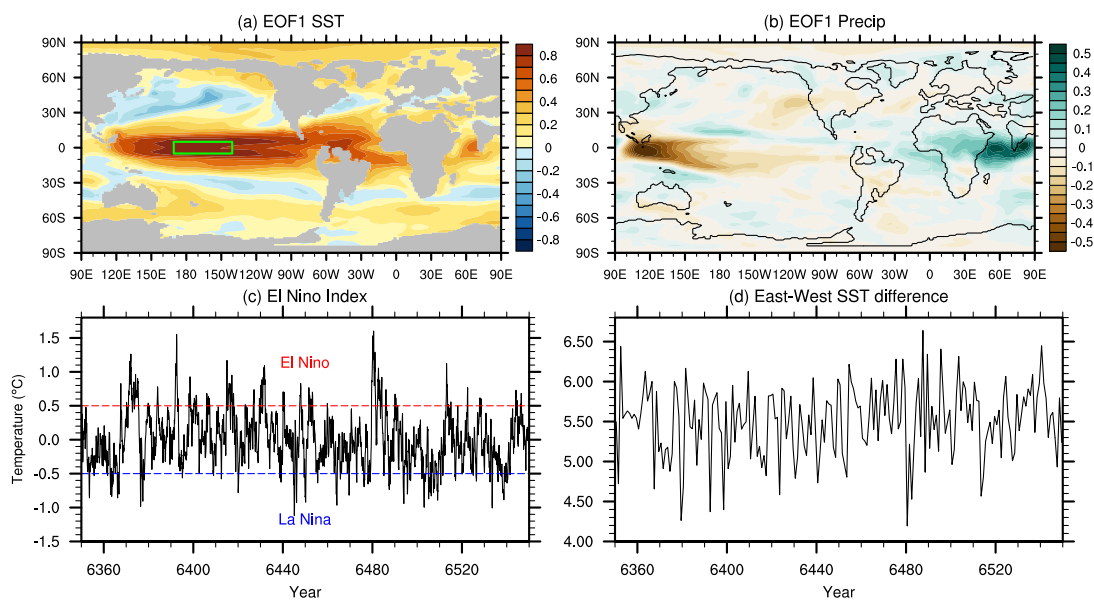 (a) EOF1 SST
(b) EOF1 Precip
90N
60N
30N
0
30S
60S
90S
90E 120E 150E 180 150W 120W 90W 60W 30W 0 30E 60E 90E
0.8
0.6
0.4
0.2
0
-0.2
-0.4
-0.6
-0.8
90N
60N
30N
0
30S
60S
90S
90E 120E 150E 180 150W 120W 90W 60W 30W 0 30E 60E 90E
0.5
0.4
0.3
0.2
0.1
0
-0.1
-0.2
-0.3
-0.4
-0.5
(c) El Nino Index
Temperature (°C)
1.5
1.0
0.5
0.0
-0.5
-1.0
-1.5
El Nino
La Nina
6360 6400 6440 6480 6520
Year
(d) East-West SST difference
6.50
6.00
5.50
5.00
4.50
4.00
6360 6400 6440 6480 6520
Year